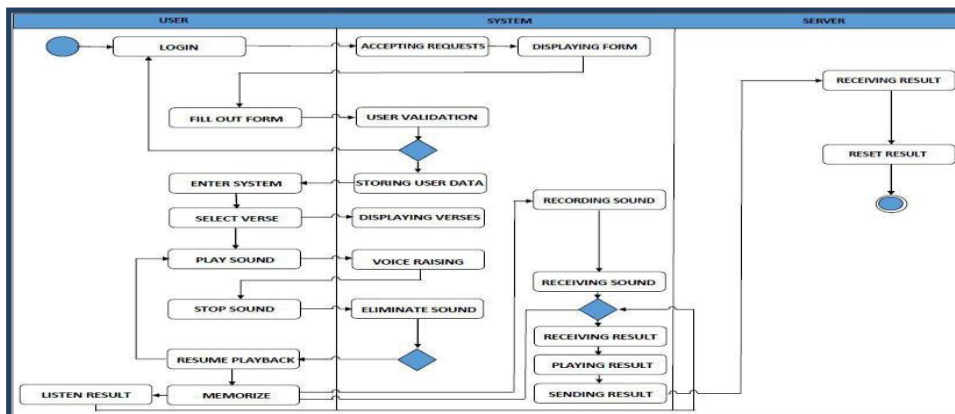 USER
SYSTEM
SERVER
LOGIN
ACCEPTING REQUESTS
DISPLAYING FORM
RECEIVING RESULT
FILL OUT FORM
USER VALIDATION
RESET RESULT
ENTER SYSTEM
STORING USER DATA
RECORDING SOUND
SELECT VERSE
DISPLAYING VERSES
PLAY SOUND
VOICE RAISING
RECEIVING SOUND
STOP SOUND
ELIMINATE SOUND
RECEIVING RESULT
RESUME PLAYBACK
PLAYING RESULT
LISTEN RESULT
MEMORIZE
SENDING RESULT